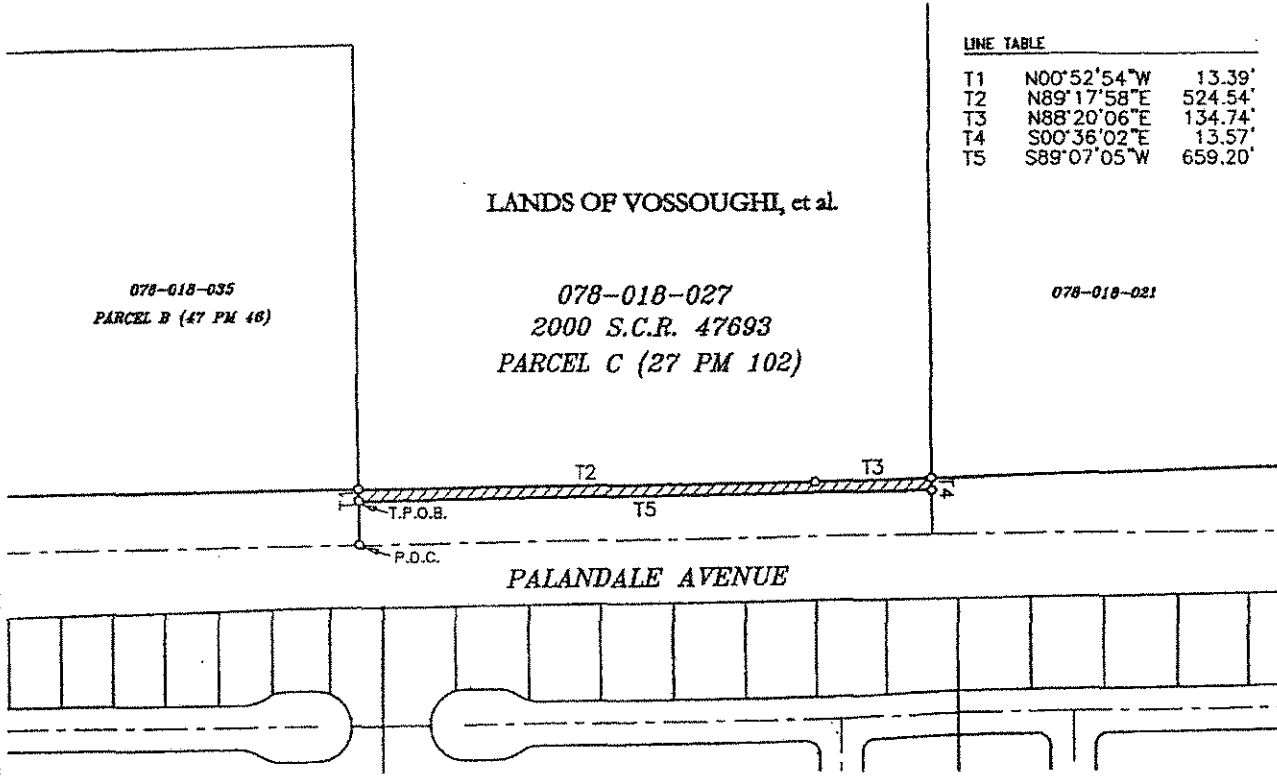 LINE TABLE
T1 N00°52'54"W 13.39'
T2 N89°17'58"E 524.54'
T3 N88°20'06"E 134.74'
T4 S00°36'02"E 13.57'
T5 S89°07'05"W 659.20'
LANDS OF VOSSOUGHI, et al.
078-018-035
PARCEL B (47 PM 46)
078-018-027
2000 S.C.R. 47693
PARCEL C (27 PM 102)
078-018-021
T2
T3
T1
T.P.O.B.
T5
T4
P.O.C.
PALANDALE AVENUE